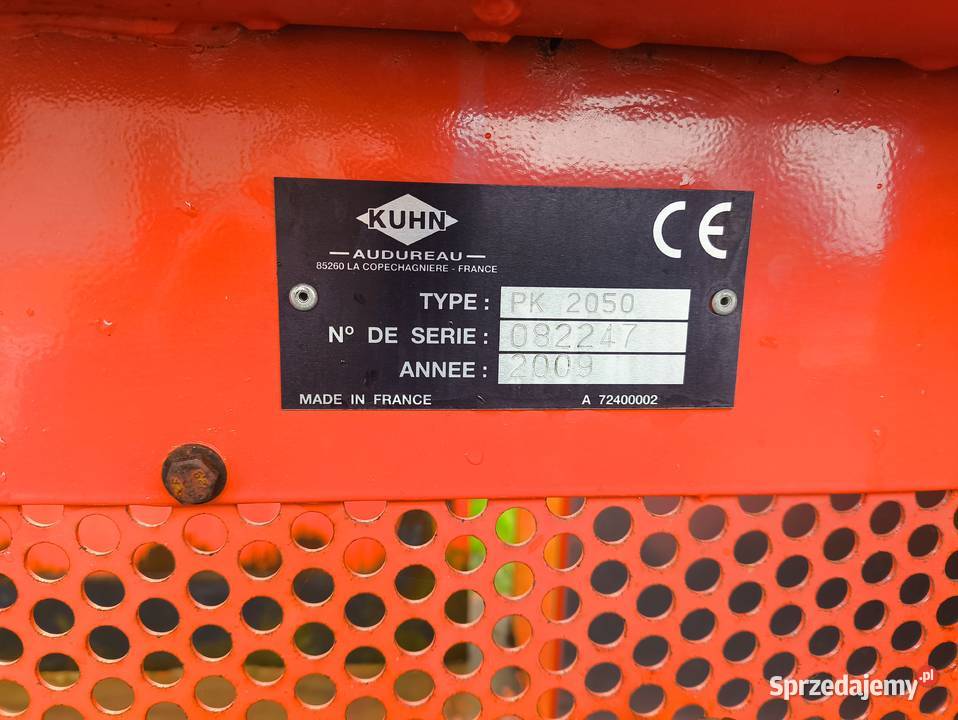 KUHN
AUDUREAU
85260 LA COPECHAGNIERE - FRANCE
CE
TYPE : PK 2050
Nº DE SERIE : 082247
ANNEE : 2009
MADE IN FRANCE A 72400002
Sprzedajemy.pl